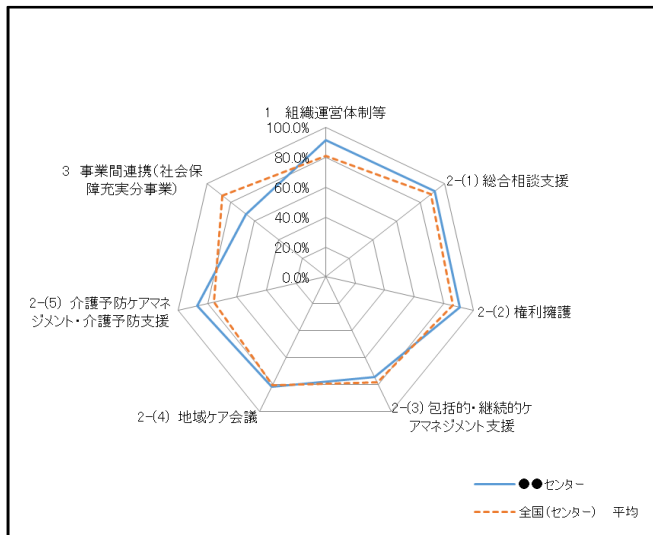 1　組織運営体制等
100.0%
80.0%
60.0%
40.0%
20.0%
0.0%
2-(1) 総合相談支援
2-(2) 権利擁護
2-(3) 包括的・継続的ケ
アマネジメント支援
2-(4) 地域ケア会議
2-(5) 介護予防ケアマネ
ジメント・介護予防支援
3 事業間連携(社会保
障充実分事業)
●●センター
全国(センター)　平均